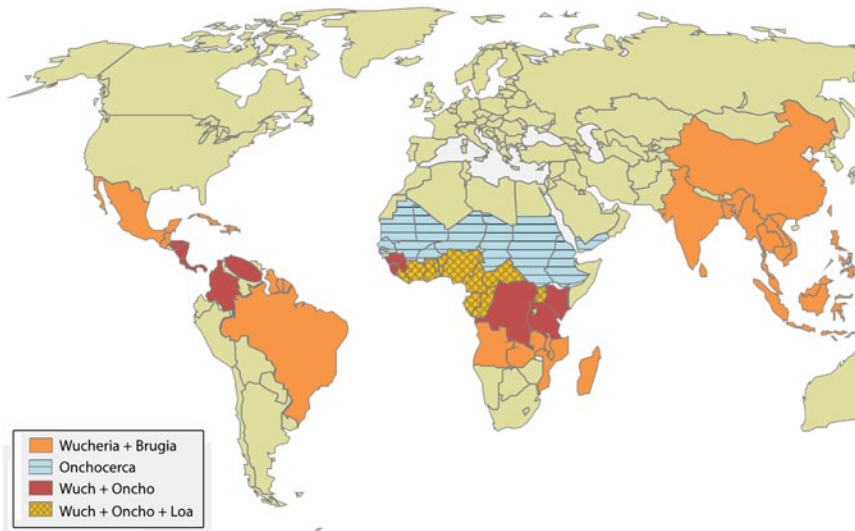 Wucheria + Brugia
Onchocerca
Wuch + Oncho
Wuch + Oncho + Loa